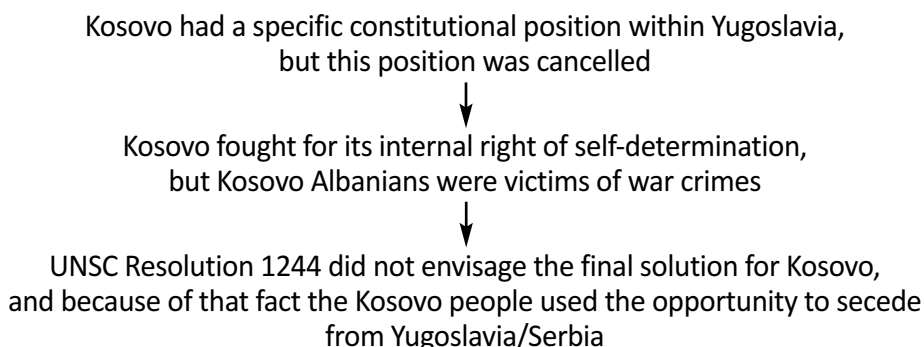 Kosovo had a specific constitutional position within Yugoslavia,
but this position was cancelled
Kosovo fought for its internal right of self-determination,
but Kosovo Albanians were victims of war crimes
UNSC Resolution 1244 did not envisage the final solution for Kosovo,
and because of that fact the Kosovo people used the opportunity to secede
from Yugoslavia/Serbia